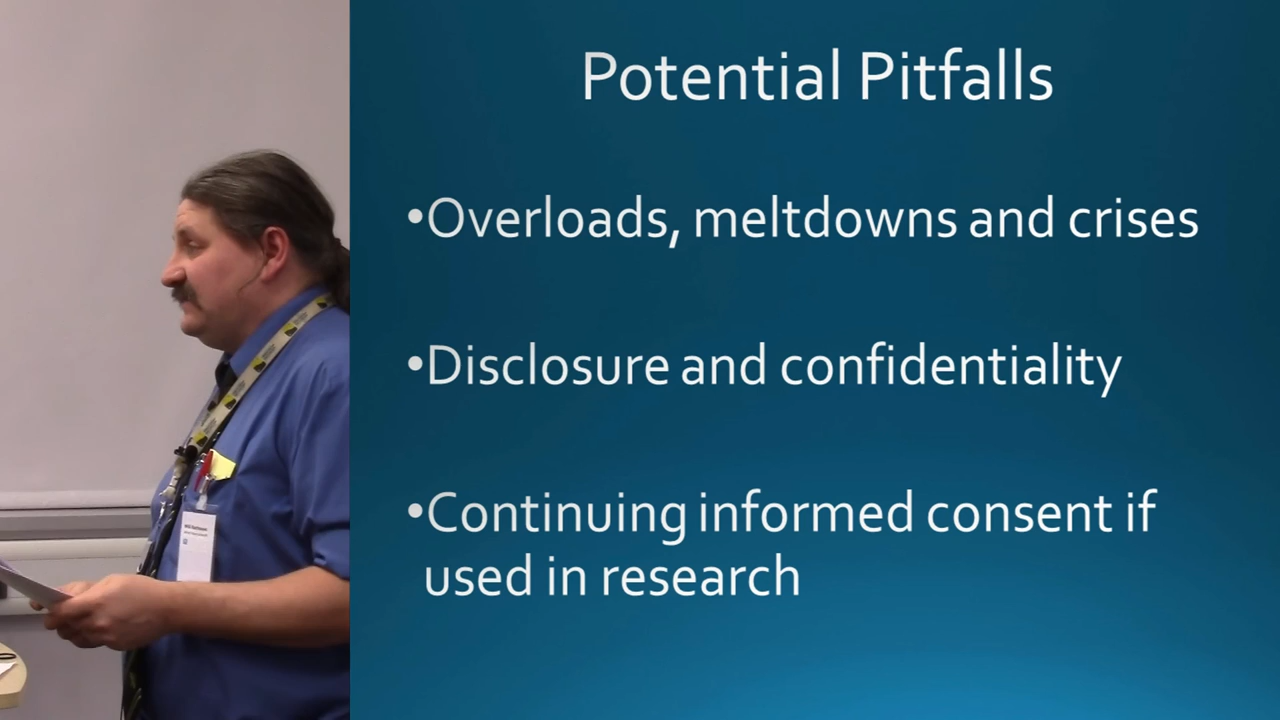 Potential Pitfalls
•Overloads, meltdowns and crises
•Disclosure and confidentiality
•Continuing informed consent if
used in research